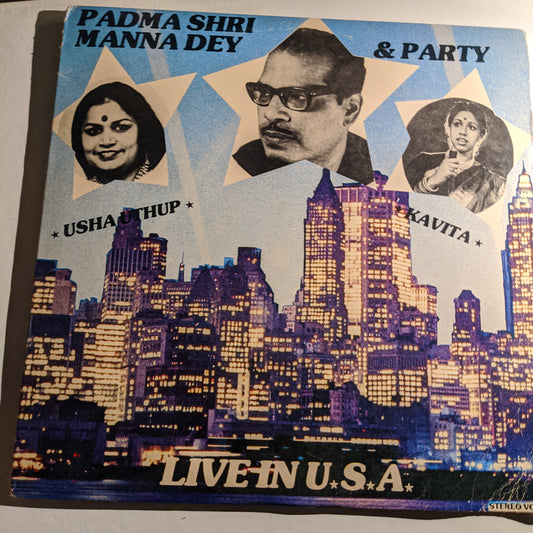 PADMA SHRI
MANNA DEY
& PARTY
★ USHA UTHUP ★
KAVITA ★
LIVE IN U.S.A.
STEREO